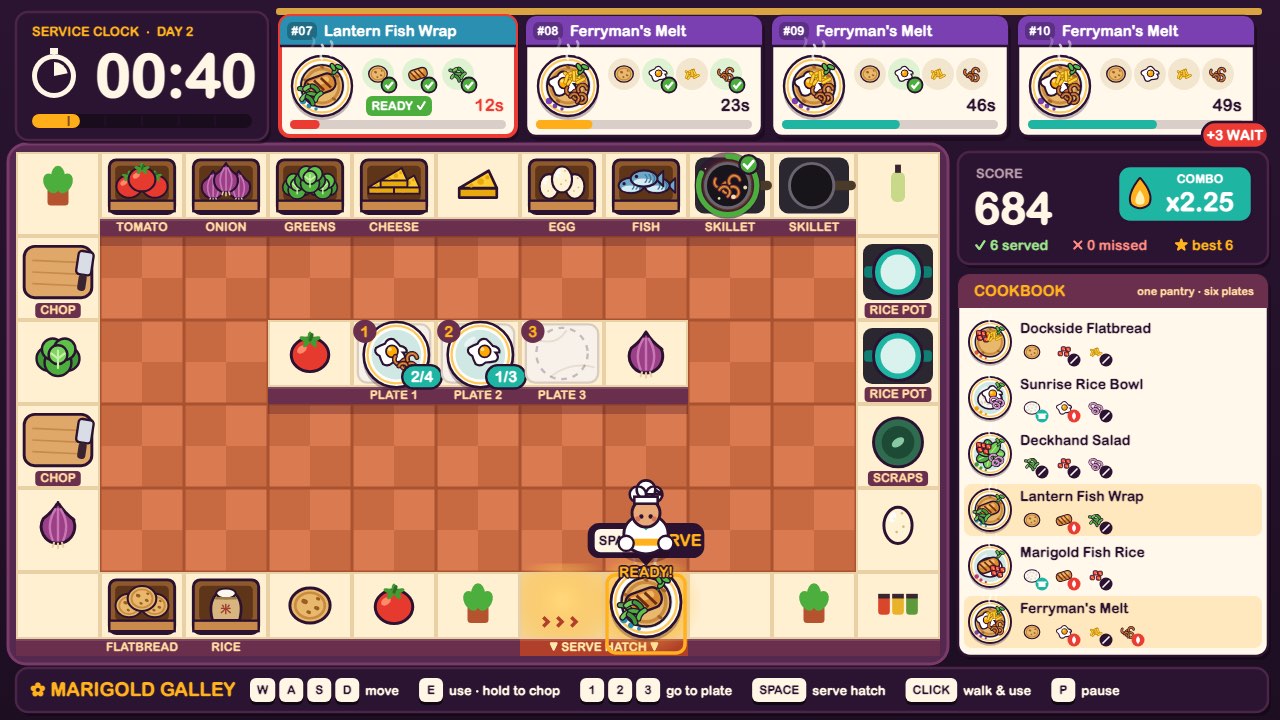 SERVICE CLOCK · DAY 2
00:40
#07 Lantern Fish Wrap
READY ✓
12s
#08 Ferryman's Melt
23s
#09 Ferryman's Melt
46s
#10 Ferryman's Melt
49s
+3 WAIT
SCORE
684
COMBO
x2.25
✓ 6 served
✕ 0 missed
★ best 6
COOKBOOK
one pantry · six plates
Dockside Flatbread
Sunrise Rice Bowl
Deckhand Salad
Lantern Fish Wrap
Marigold Fish Rice
Ferryman's Melt
TOMATO
ONION
GREENS
CHEESE
EGG
FISH
SKILLET
SKILLET
CHOP
RICE POT
1
2
3
2/4
1/3
PLATE 1
PLATE 2
PLATE 3
RICE POT
CHOP
SCRAPS
READY!
米
FLATBREAD
RICE
▼ SERVE HATCH ▼
✿ MARIGOLD GALLEY
W A S D move
E use · hold to chop
1 2 3 go to plate
SPACE serve hatch
CLICK walk & use
P pause